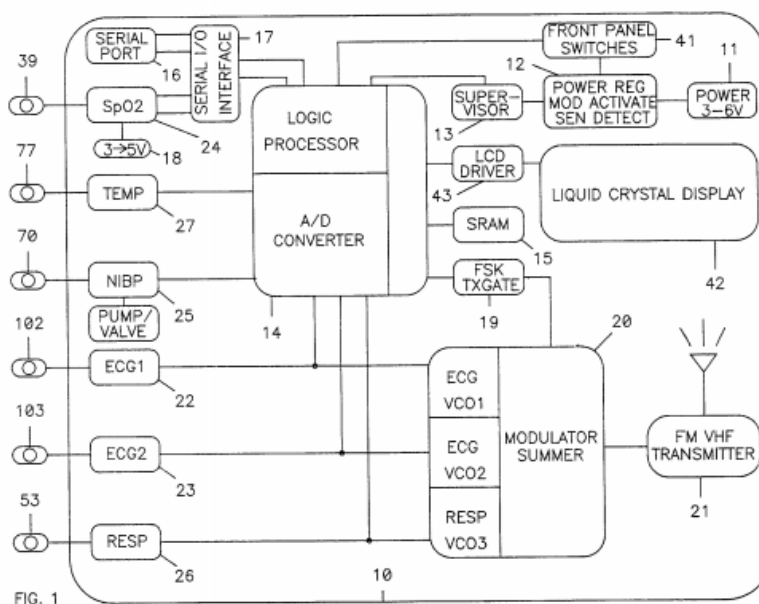 39
SERIAL PORT
16
SERIAL I/O INTERFACE
17
FRONT PANEL SWITCHES
41
12
11
SpO2
24
3→5V
18
LOGIC PROCESSOR
SUPER-VISOR
13
POWER REG
MOD ACTIVATE
SEN DETECT
POWER
3–6V
77
TEMP
27
A/D
CONVERTER
14
LCD
DRIVER
43
LIQUID CRYSTAL DISPLAY
42
SRAM
15
70
NIBP
25
PUMP/
VALVE
FSK
TXGATE
19
20
102
ECG1
22
ECG
VCO1
103
ECG2
23
ECG
VCO2
MODULATOR
SUMMER
FM VHF
TRANSMITTER
21
53
RESP
26
RESP
VCO3
10
FIG. 1